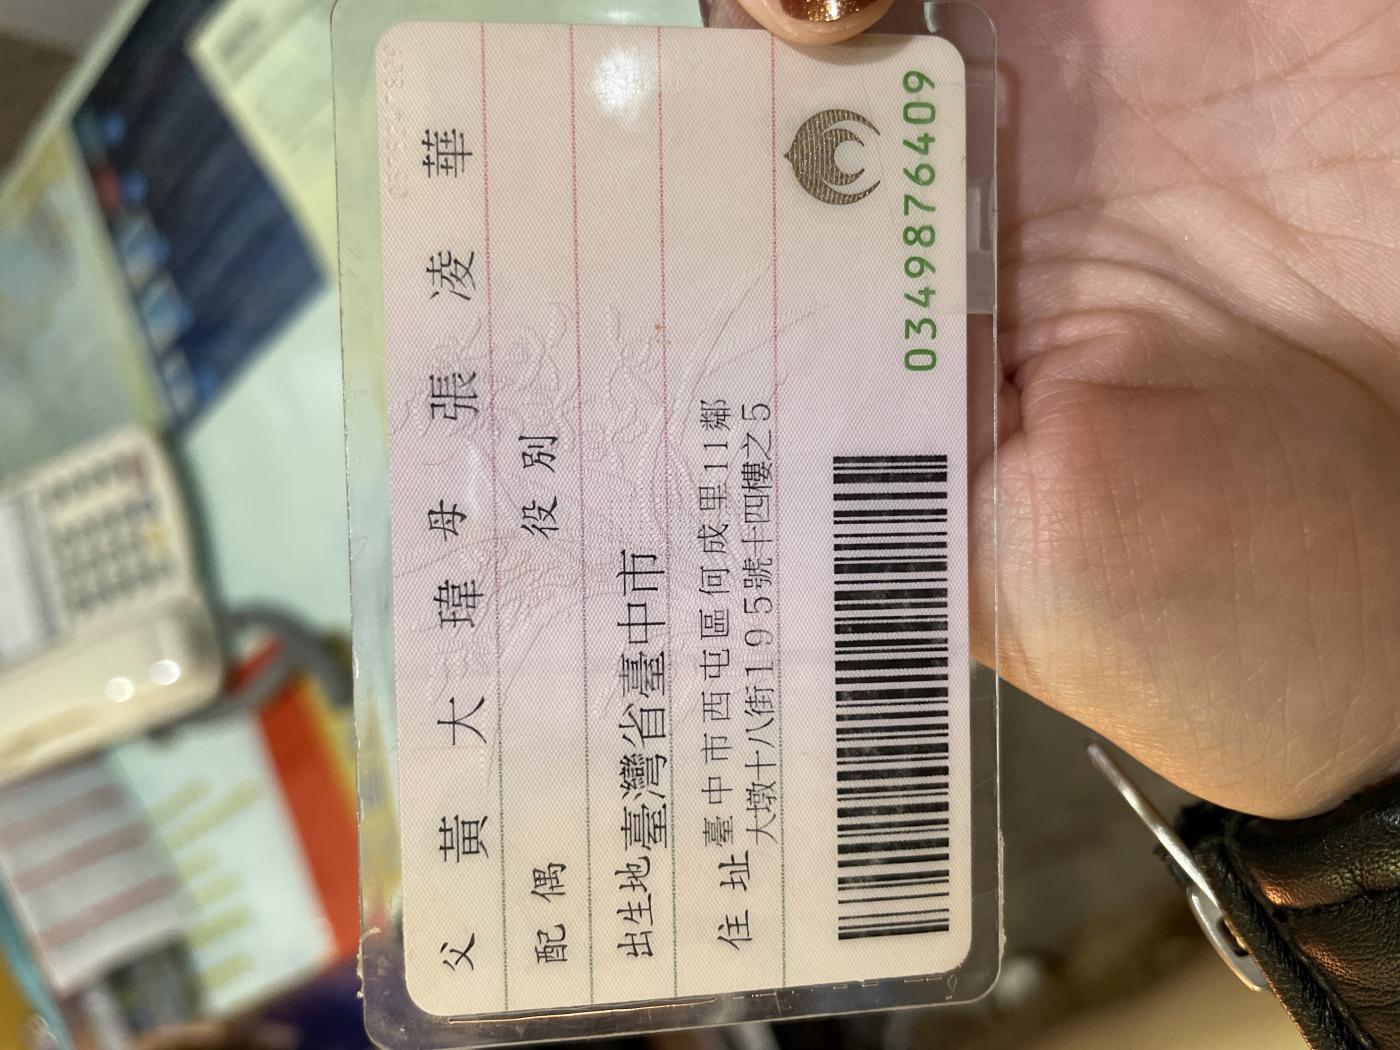 父 黃 大 瑋 母 張 凌 華
配 偶 役 別
出生地 臺灣省臺中市
住 址 臺中市西屯區何成里11鄰
大墩十八街195號十四樓之5
0349876409